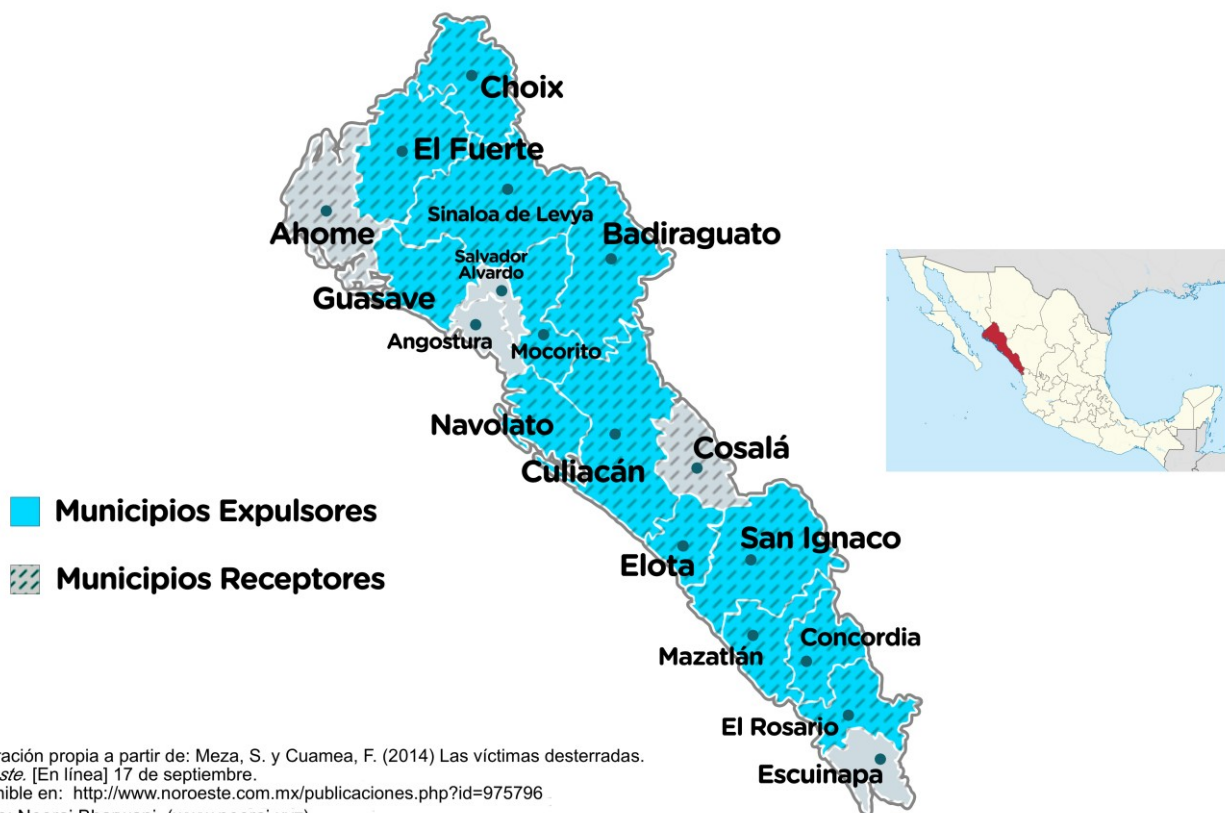 Choix
El Fuerte
Sinaloa de Levya
Ahome
Badiraguato
Salvador
Alvardo
Guasave
Angostura
Mocorito
Navolato
Cosalá
Culiacán
Municipios Expulsores
San Ignaco
Elota
Municipios Receptores
Concordia
Mazatlán
El Rosario
Escuinapa
ración propia a partir de: Meza, S. y Cuamea, F. (2014) Las víctimas desterradas.
ste. [En línea] 17 de septiembre.
nible en: http://www.noroeste.com.mx/publicaciones.php?id=975796